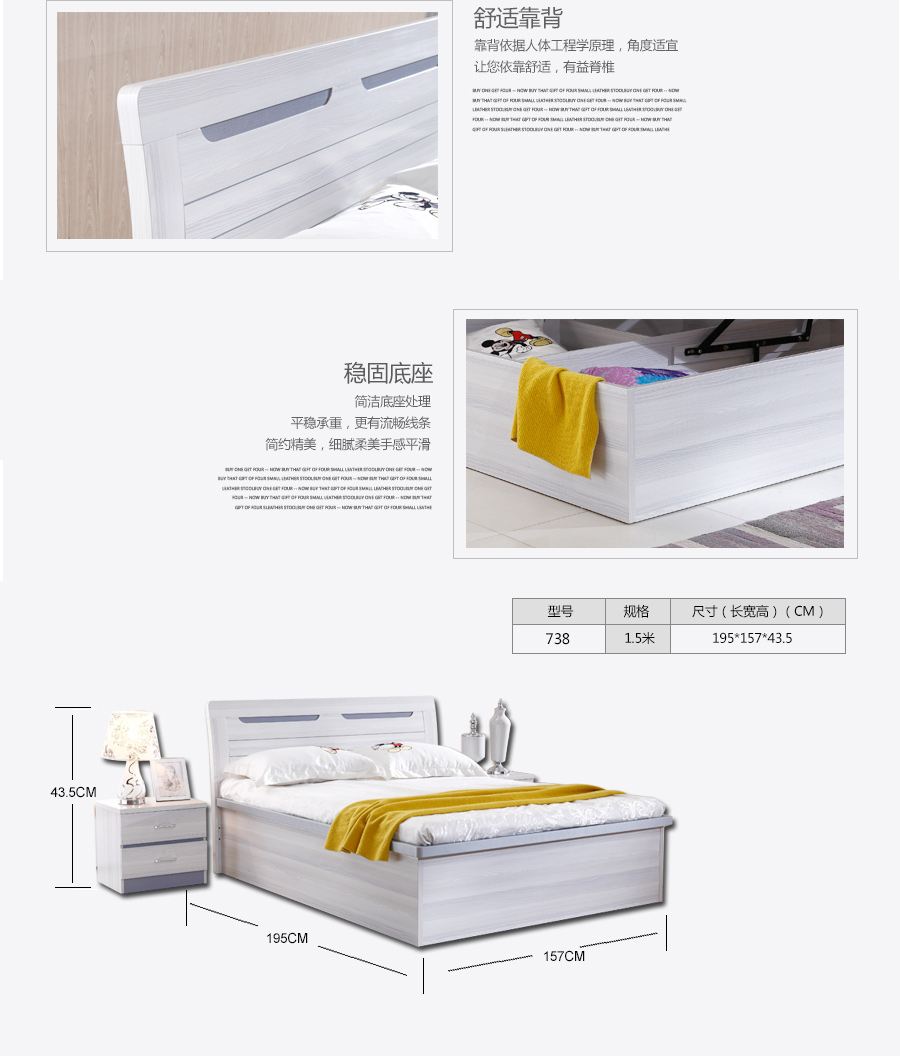 舒适靠背
靠背依据人体工程学原理，角度适宜
让您依靠舒适，有益脊椎
BUY ONE GET FOUR -- NOW BUY THAT GIFT OF FOUR SMALL LEATHER STOOLBUY ONE GET FOUR -- NOW
BUY THAT GIFT OF FOUR SMALL LEATHER STOOLBUY ONE GET FOUR -- NOW BUY THAT GIFT OF FOUR SMALL
LEATHER STOOLBUY ONE GET FOUR -- NOW BUY THAT GIFT OF FOUR SMALL LEATHER STOOLBUY ONE GET
FOUR -- NOW BUY THAT GIFT OF FOUR SMALL LEATHER STOOLBUY ONE GET FOUR -- NOW BUY THAT
GIFT OF FOUR SLEATHER STOOLBUY ONE GET FOUR -- NOW BUY THAT GIFT OF FOUR SMALL LEATHE
稳固底座
简洁底座处理
平稳承重，更有流畅线条
简约精美，细腻柔美手感平滑
BUY ONE GET FOUR -- NOW BUY THAT GIFT OF FOUR SMALL LEATHER STOOLBUY ONE GET FOUR -- NOW
BUY THAT GIFT OF FOUR SMALL LEATHER STOOLBUY ONE GET FOUR -- NOW BUY THAT GIFT OF FOUR SMALL
LEATHER STOOLBUY ONE GET FOUR -- NOW BUY THAT GIFT OF FOUR SMALL LEATHER STOOLBUY ONE GET
FOUR -- NOW BUY THAT GIFT OF FOUR SMALL LEATHER STOOLBUY ONE GET FOUR -- NOW BUY THAT
GIFT OF FOUR SLEATHER STOOLBUY ONE GET FOUR -- NOW BUY THAT GIFT OF FOUR SMALL LEATHE
型号 规格 尺寸（长宽高）（CM）
738 1.5米 195*157*43.5
43.5CM
195CM
157CM